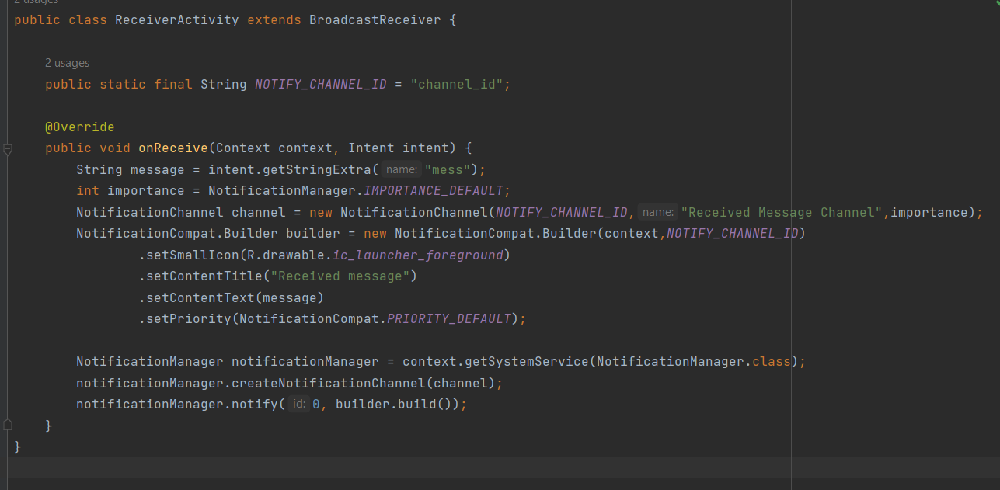 2 usages
public class ReceiverActivity extends BroadcastReceiver {
2 usages
public static final String NOTIFY_CHANNEL_ID = "channel_id";
@Override
public void onReceive(Context context, Intent intent) {
String message = intent.getStringExtra( name: "mess");
int importance = NotificationManager.IMPORTANCE_DEFAULT;
NotificationChannel channel = new NotificationChannel(NOTIFY_CHANNEL_ID, name: "Received Message Channel",importance);
NotificationCompat.Builder builder = new NotificationCompat.Builder(context,NOTIFY_CHANNEL_ID)
.setSmallIcon(R.drawable.ic_launcher_foreground)
.setContentTitle("Received message")
.setContentText(message)
.setPriority(NotificationCompat.PRIORITY_DEFAULT);
NotificationManager notificationManager = context.getSystemService(NotificationManager.class);
notificationManager.createNotificationChannel(channel);
notificationManager.notify( id: 0, builder.build());
}
}